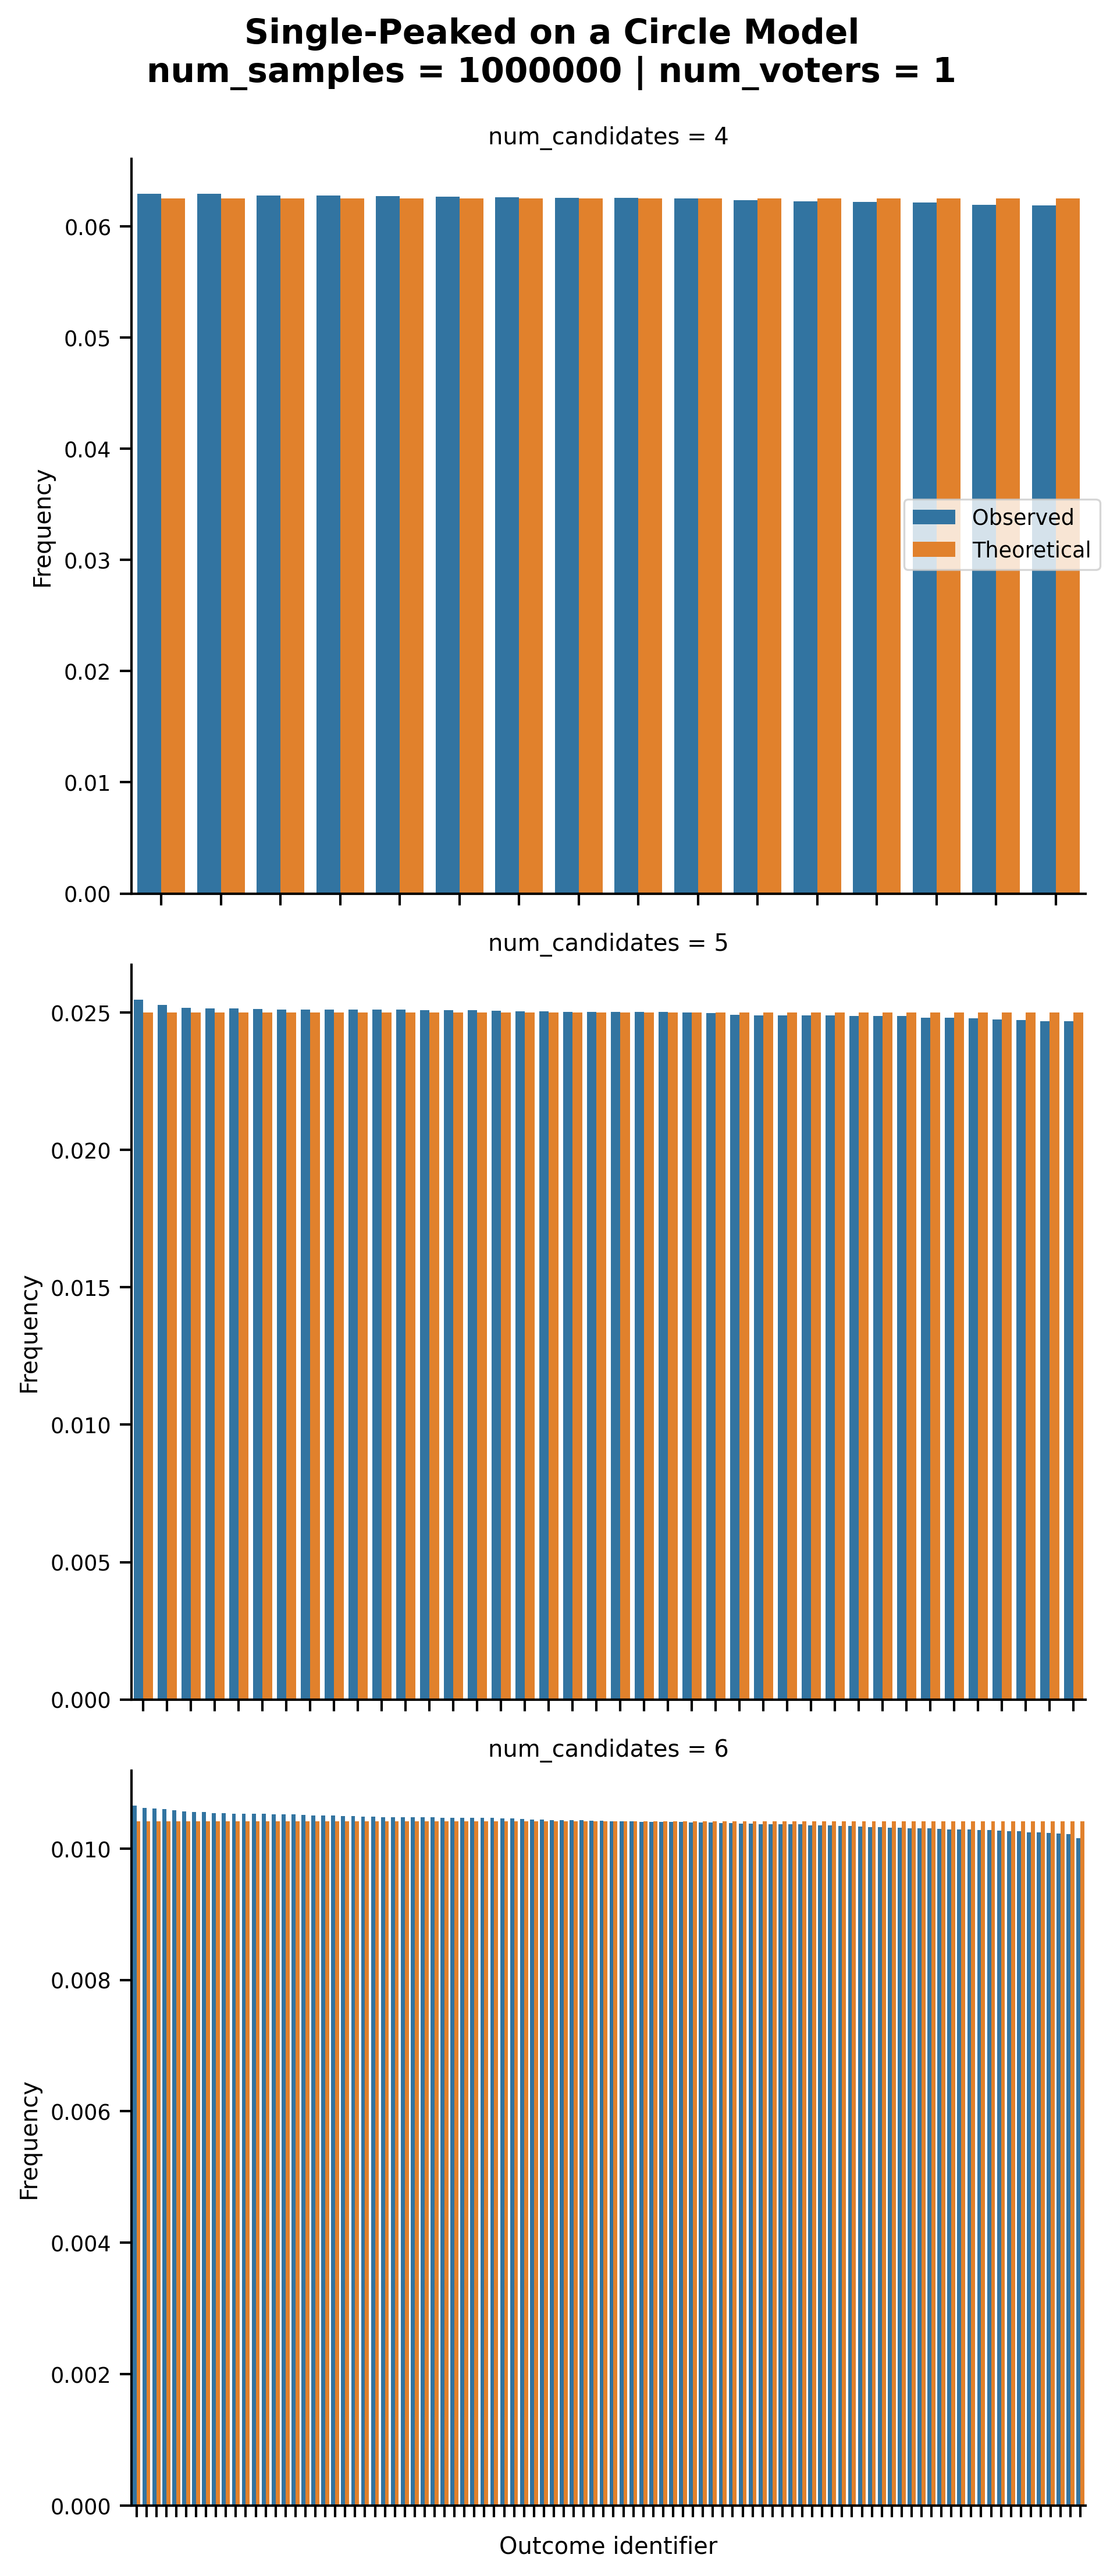 Single-Peaked on a Circle Model
num_samples = 1000000 | num_voters = 1
num_candidates = 4
0.06
0.05
0.04
0.03
0.02
0.01
0.00
Frequency
Observed
Theoretical
num_candidates = 5
0.025
0.020
0.015
0.010
0.005
0.000
Frequency
num_candidates = 6
0.010
0.008
0.006
0.004
0.002
0.000
Frequency
Outcome identifier